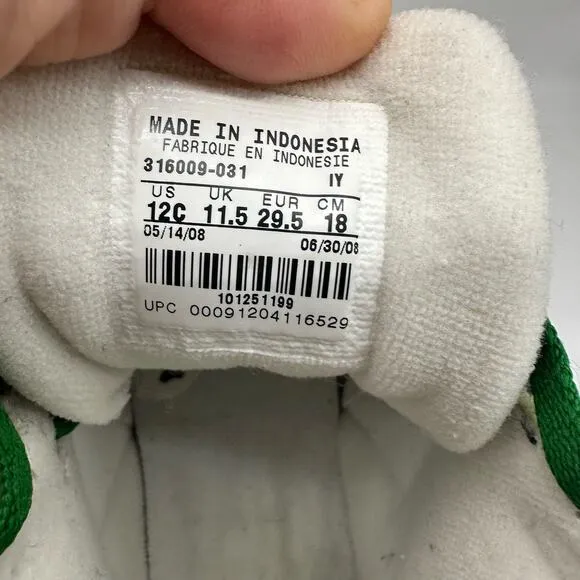 MADE IN INDONESIA
FABRIQUE EN INDONESIE
316009-031 IY
US UK EUR CM
12C 11.5 29.5 18
05/14/08 06/30/08
101251199
UPC 00091204116529